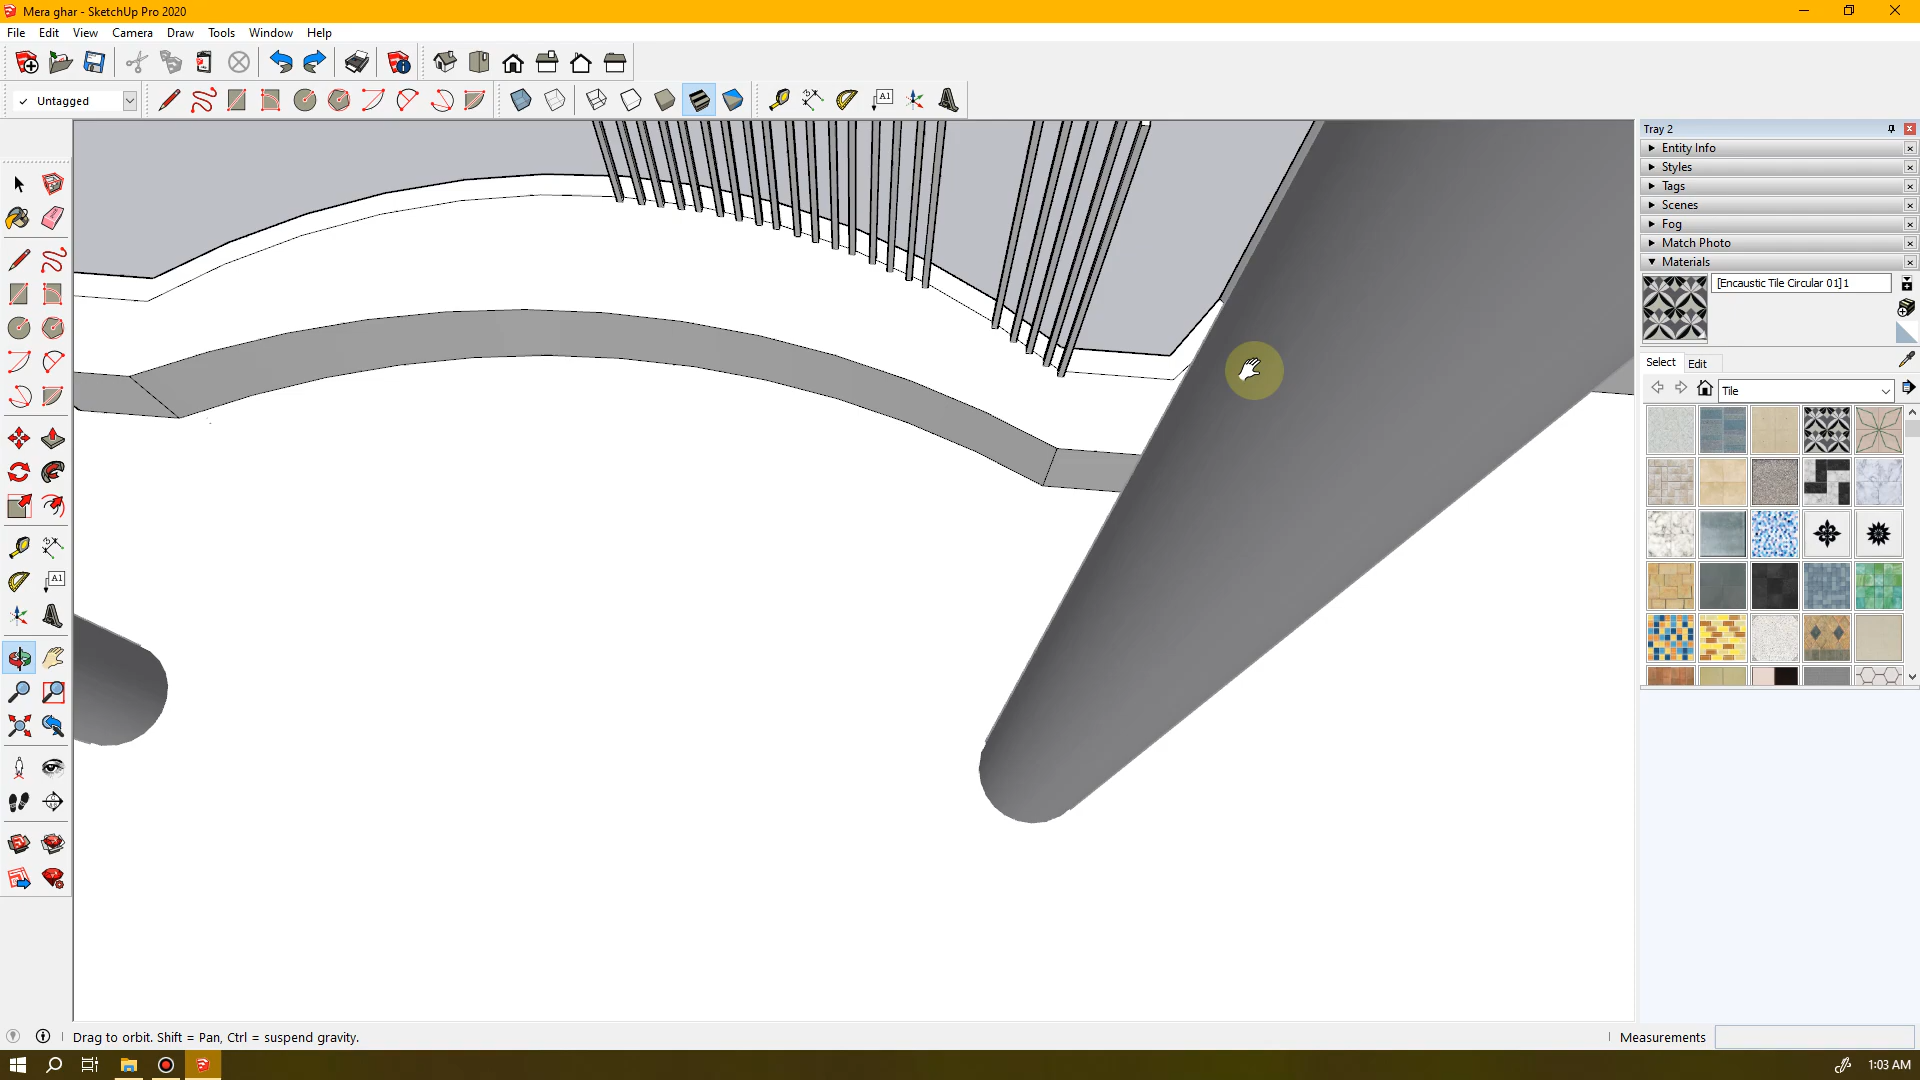 Mera ghar - SketchUp Pro 2020
File Edit View Camera Draw Tools Window Help
✓ Untagged
A1
Tray 2
Entity Info
Styles
Tags
Scenes
Fog
Match Photo
Materials
[Encaustic Tile Circular 01]1
Select Edit
Tile
A1
Drag to orbit. Shift = Pan, Ctrl = suspend gravity.
Measurements
1:03 AM